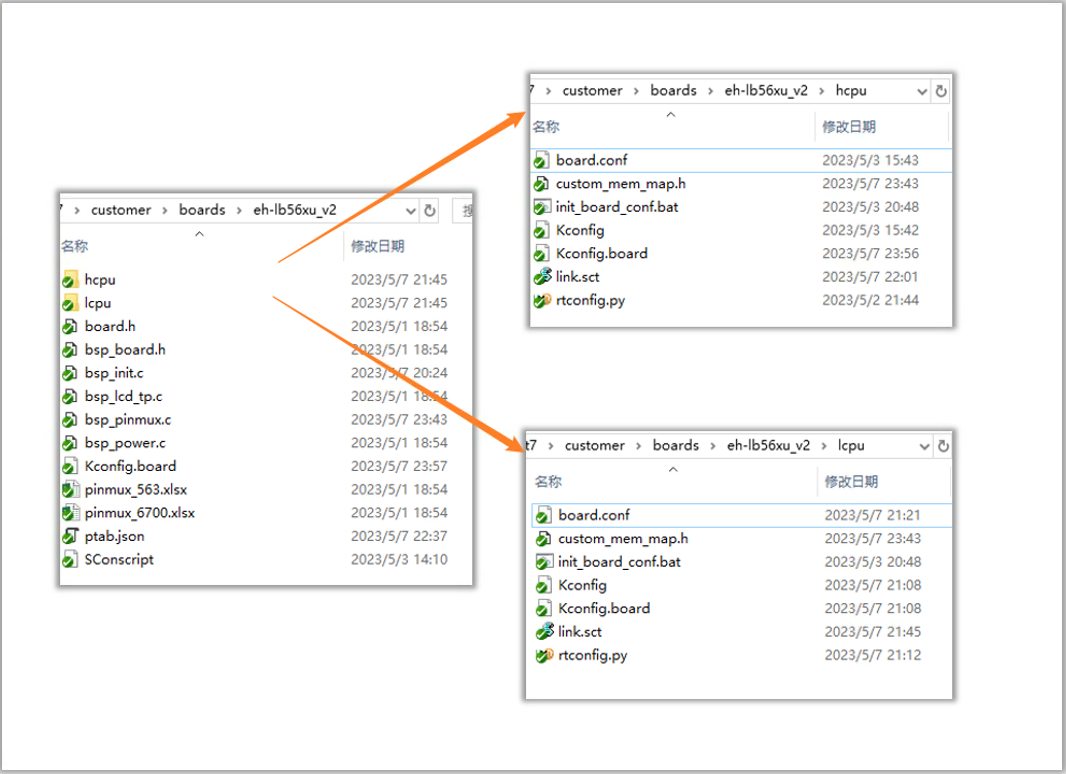 7 › customer › boards › eh-lb56xu_v2 › hcpu
名称 修改日期
board.conf 2023/5/3 15:43
custom_mem_map.h 2023/5/7 23:43
init_board_conf.bat 2023/5/3 20:48
Kconfig 2023/5/3 15:42
Kconfig.board 2023/5/7 23:56
link.sct 2023/5/7 22:01
rtconfig.py 2023/5/2 21:44
› customer › boards › eh-lb56xu_v2
名称 修改日期
hcpu 2023/5/7 21:45
lcpu 2023/5/7 21:45
board.h 2023/5/1 18:54
bsp_board.h 2023/5/1 18:54
bsp_init.c 2023/5/7 20:24
bsp_lcd_tp.c 2023/5/1 18:54
bsp_pinmux.c 2023/5/7 23:43
bsp_power.c 2023/5/1 18:54
Kconfig.board 2023/5/7 23:57
pinmux_563.xlsx 2023/5/1 18:54
pinmux_6700.xlsx 2023/5/1 18:54
ptab.json 2023/5/7 22:37
SConscript 2023/5/3 14:10
t7 › customer › boards › eh-lb56xu_v2 › lcpu
名称 修改日期
board.conf 2023/5/7 21:21
custom_mem_map.h 2023/5/7 23:43
init_board_conf.bat 2023/5/3 20:48
Kconfig 2023/5/7 21:08
Kconfig.board 2023/5/7 21:08
link.sct 2023/5/7 21:45
rtconfig.py 2023/5/7 21:12